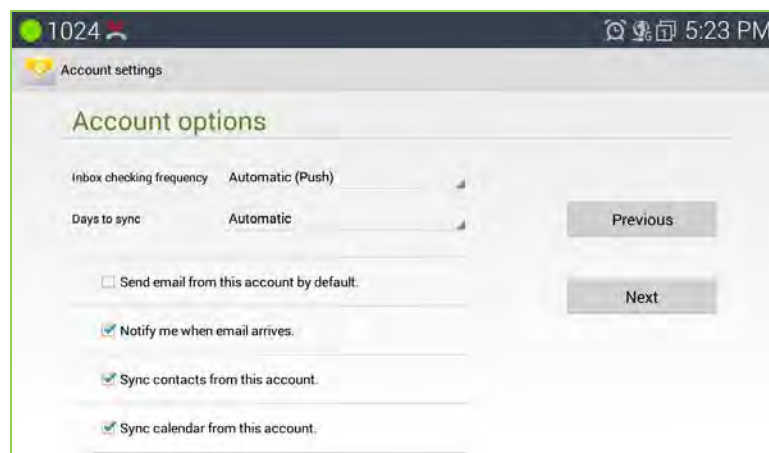 1024 5:23 PM
Account settings
Account options
Inbox checking frequency Automatic (Push)
Days to sync Automatic
Previous
Send email from this account by default.
Next
Notify me when email arrives.
Sync contacts from this account.
Sync calendar from this account.